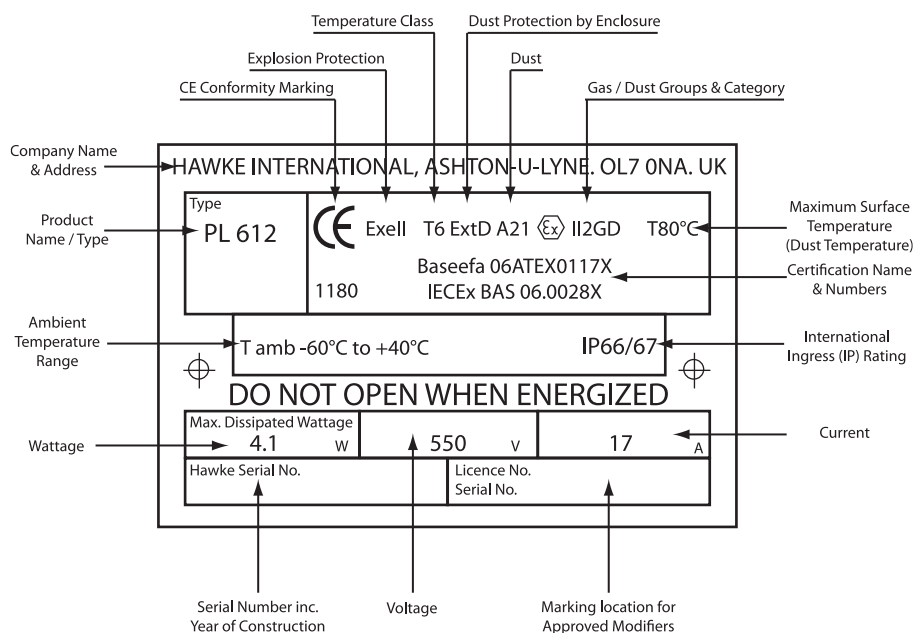 Temperature Class
Dust Protection by Enclosure
Explosion Protection
Dust
CE Conformity Marking
Gas / Dust Groups & Category
Company Name
& Address
HAWKE INTERNATIONAL, ASHTON-U-LYNE. OL7 0NA. UK
Product
Name / Type
Type
PL 612
CE ExeII T6 ExtD A21 Ex II2GD T80°C
Baseefa 06ATEX0117X
1180 IECEx BAS 06.0028X
Maximum Surface
Temperature
(Dust Temperature)
Certification Name
& Numbers
Ambient
Temperature
Range
T amb -60°C to +40°C IP66/67
International
Ingress (IP) Rating
DO NOT OPEN WHEN ENERGIZED
Wattage
Max. Dissipated Wattage
4.1 W 550 V 17 A
Current
Hawke Serial No.
Licence No.
Serial No.
Serial Number inc.
Year of Construction
Voltage
Marking location for
Approved Modifiers